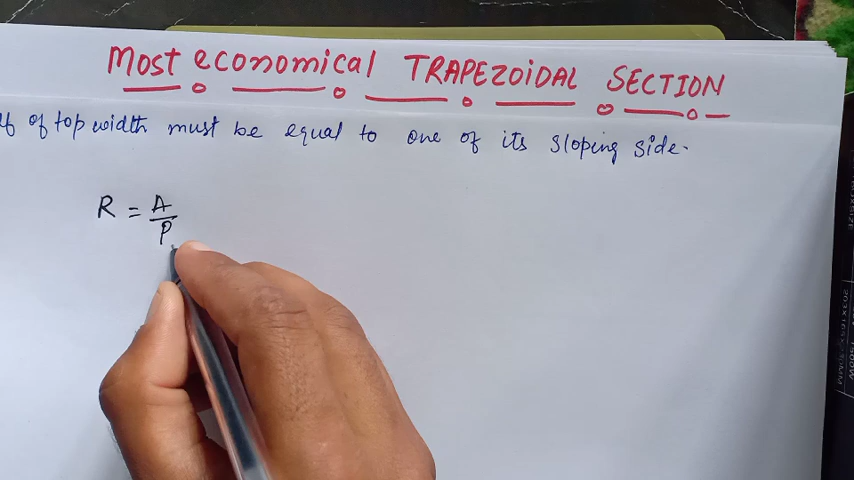 Most economical TRAPEZOIDAL SECTION
of top width must be equal to one of its sloping side.
R = A/P